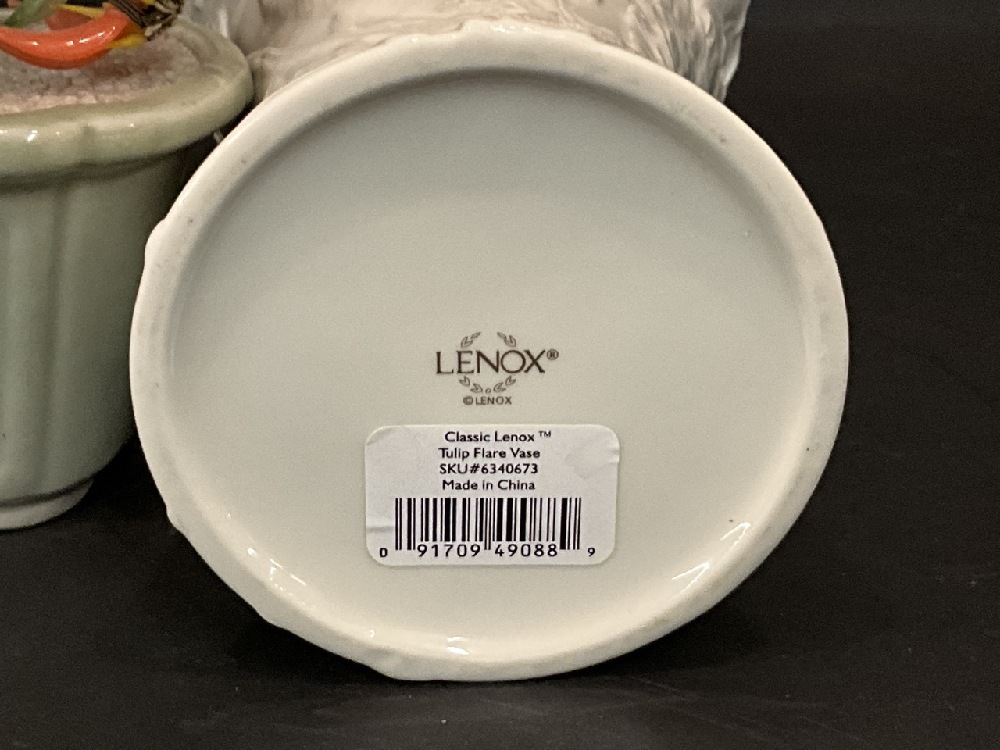 LENOX®
©LENOX
Classic Lenox™
Tulip Flare Vase
SKU#6340673
Made in China
0 91709 49088 9